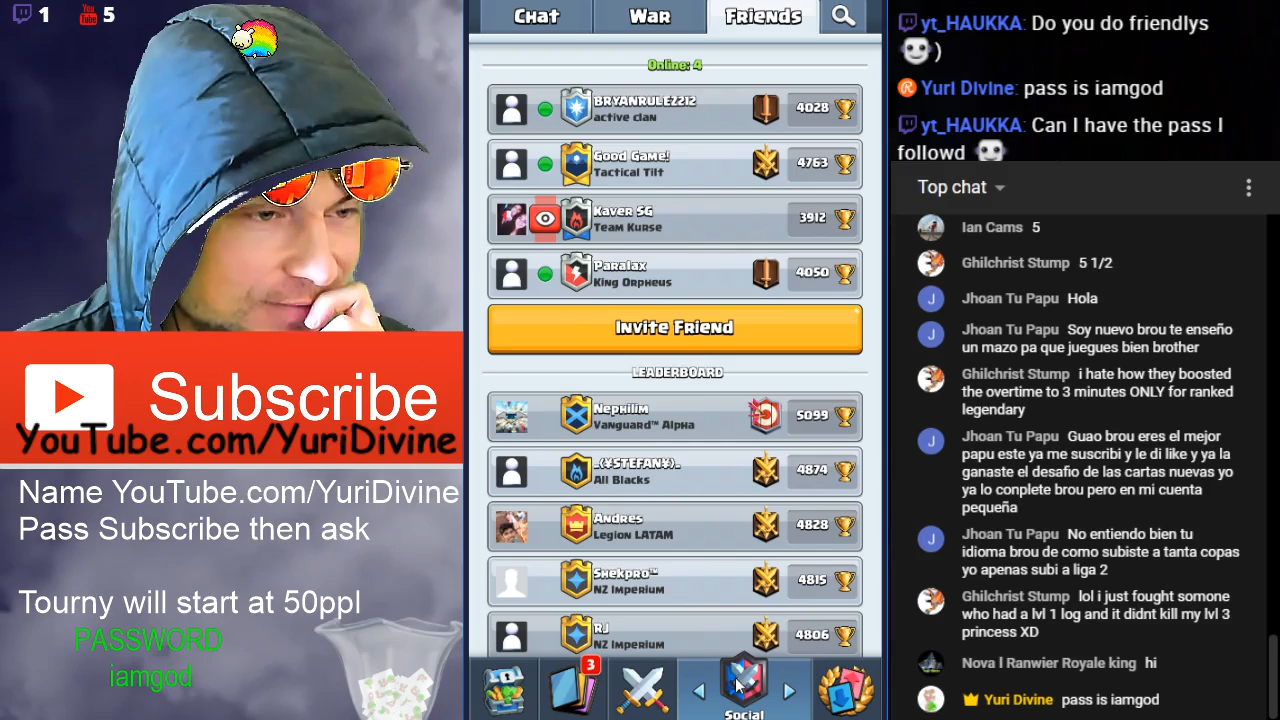 1
5
Subscribe
YouTube.com/YuriDivine
Name YouTube.com/YuriDivine
Pass Subscribe then ask
Tourny will start at 50ppl
PASSWORD
iamgod
Chat
War
Friends
Online: 4
BRYANRULEZ212
active clan
4028
Good Game!
Tactical Tilt
4763
Kaver SG
Team Kurse
3912
Paralax
King Orpheus
4050
Invite Friend
LEADERBOARD
Nephilim
Vanguard™ Alpha
5099
..(¥STEFAN¥)..
All Blacks
4874
Andres
Legion LATAM
4828
Shekpro™
NZ Imperium
4815
RJ
NZ Imperium
4806
1
3
Social
yt_HAUKKA: Do you do friendlys
)
Yuri Divine: pass is iamgod
yt_HAUKKA: Can I have the pass I
followd
Top chat
Ian Cams 5
Ghilchrist Stump 5 1/2
Jhoan Tu Papu Hola
Jhoan Tu Papu Soy nuevo brou te enseño
un mazo pa que juegues bien brother
Ghilchrist Stump i hate how they boosted
the overtime to 3 minutes ONLY for ranked
legendary
Jhoan Tu Papu Guao brou eres el mejor
papu este ya me suscribi y le di like y ya la
ganaste el desafio de las cartas nuevas yo
ya lo conplete brou pero en mi cuenta
pequeña
Jhoan Tu Papu No entiendo bien tu
idioma brou de como subiste a tanta copas
yo apenas subi a liga 2
Ghilchrist Stump lol i just fought somone
who had a lvl 1 log and it didnt kill my lvl 3
princess XD
Nova l Ranwier Royale king hi
Yuri Divine pass is iamgod